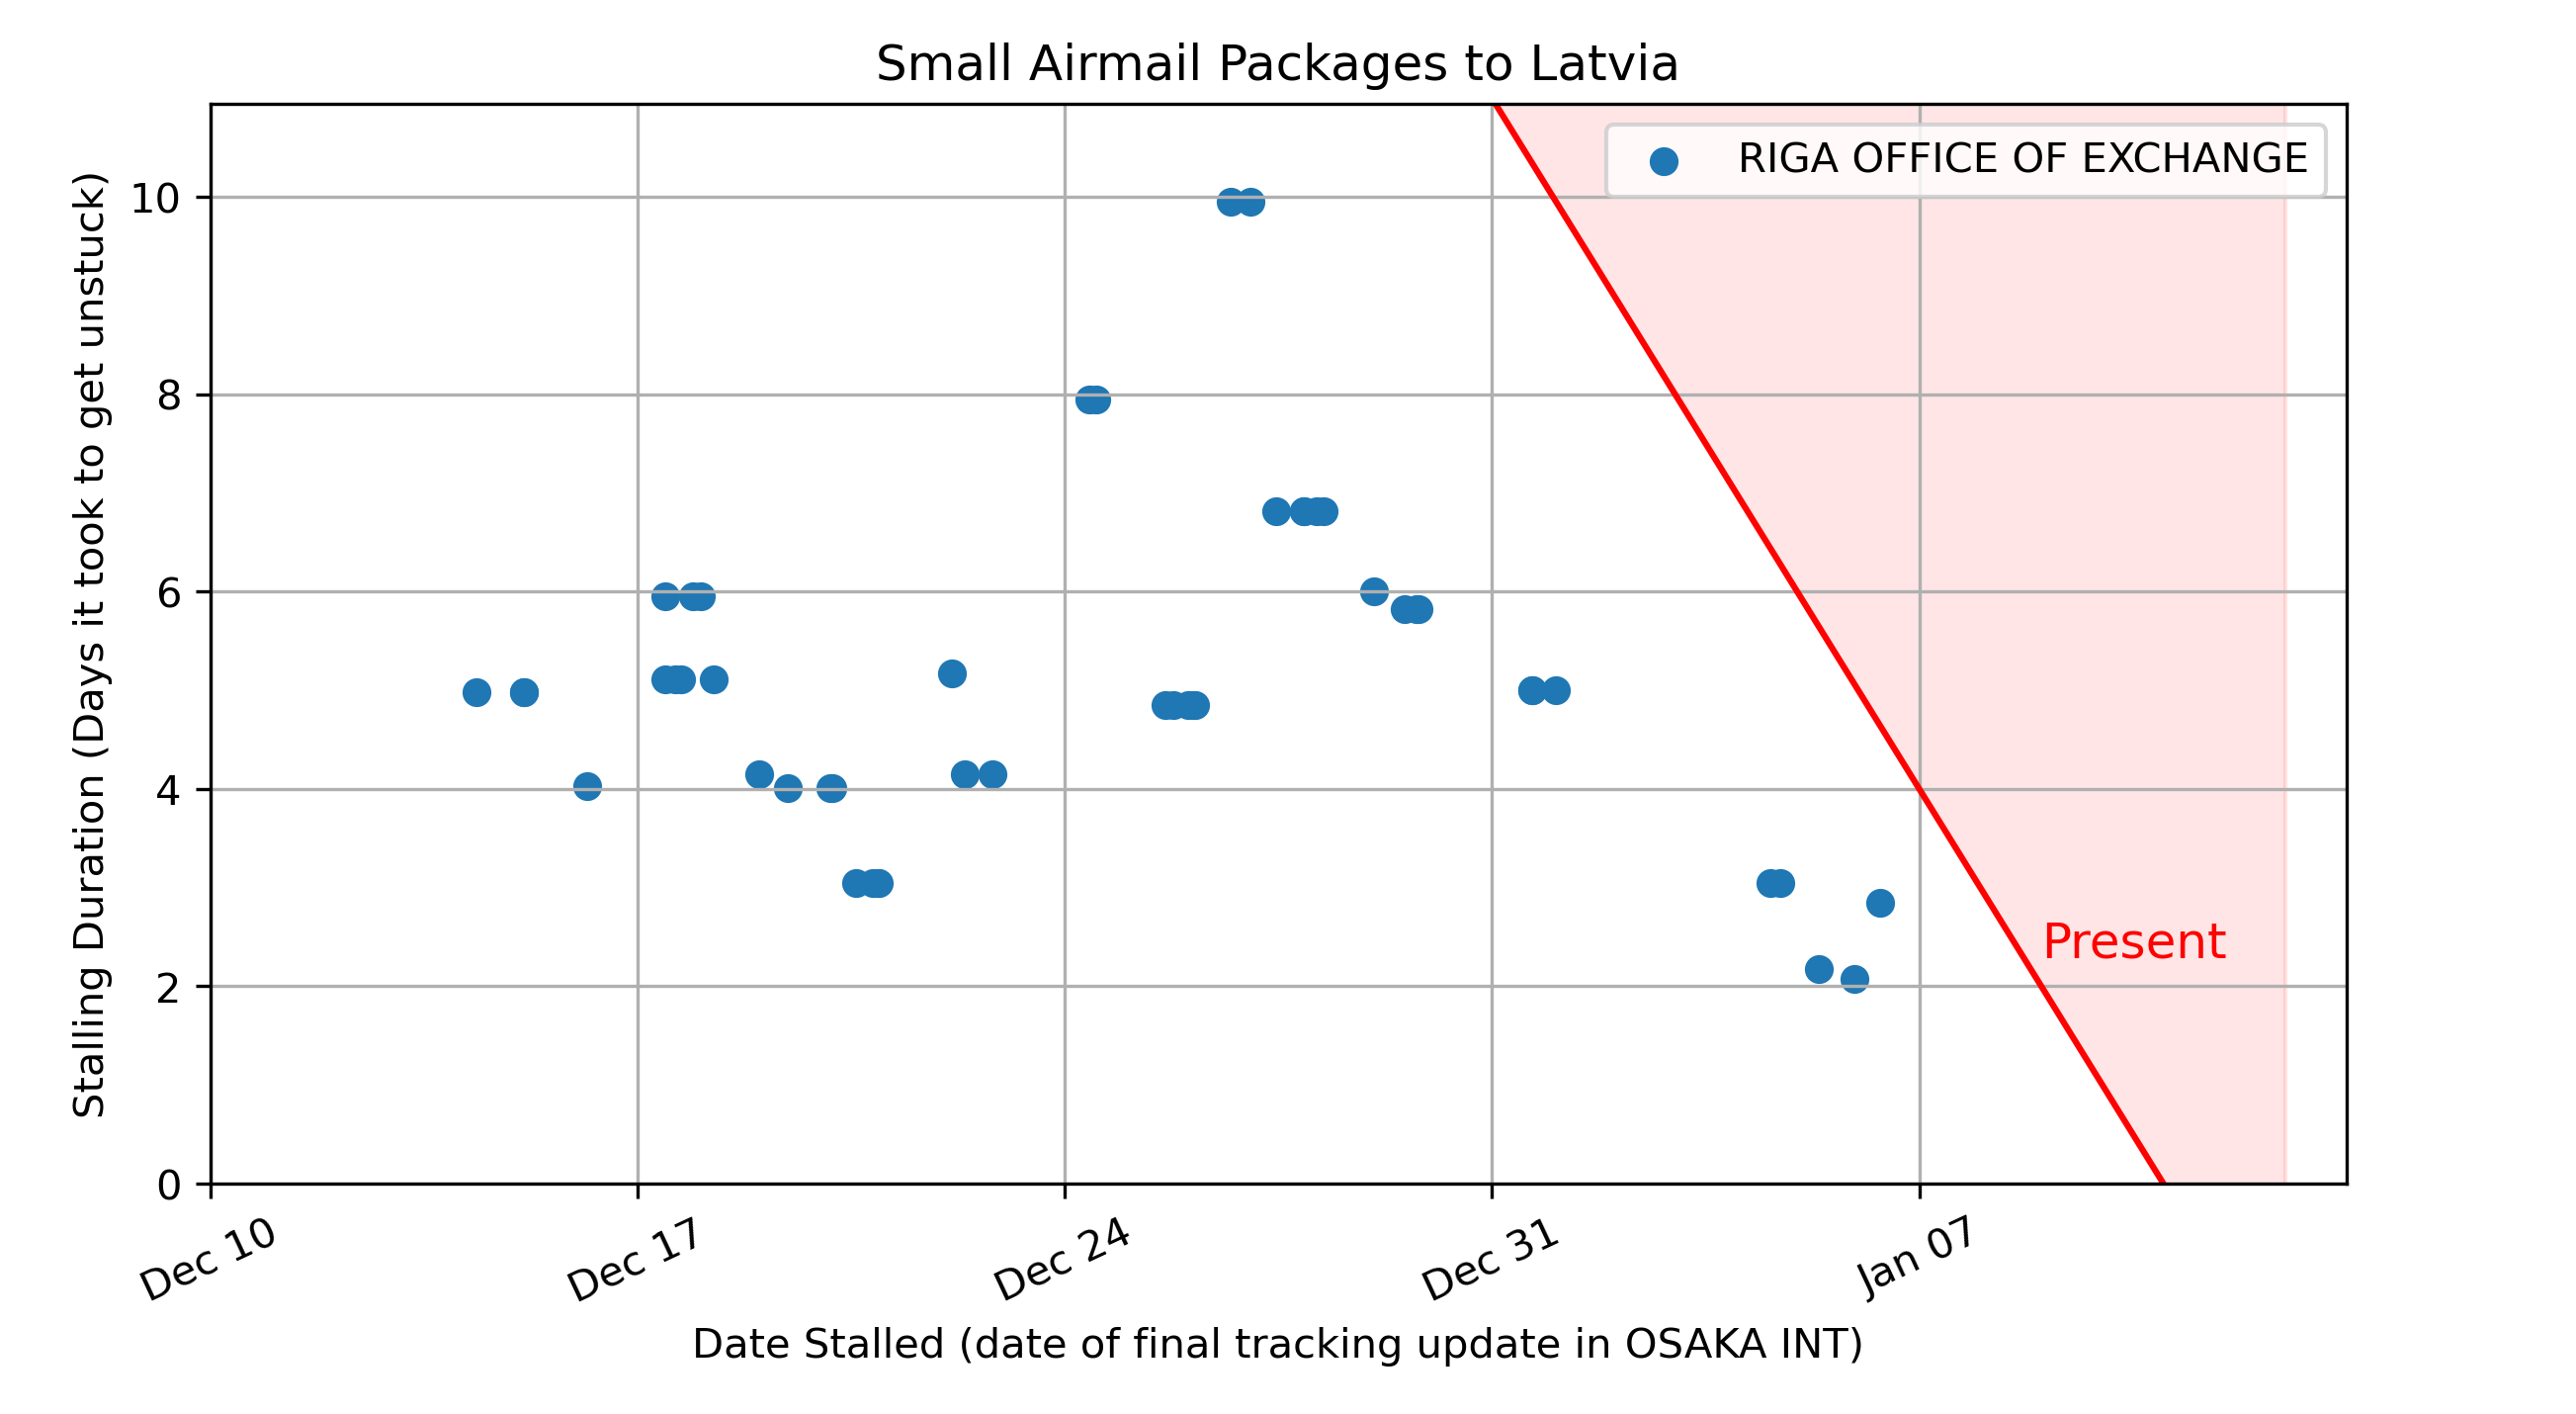 Small Airmail Packages to Latvia
RIGA OFFICE OF EXCHANGE
Stalling Duration (Days it took to get unstuck)
10
8
6
4
2
0
Present
Dec 10
Dec 17
Dec 24
Dec 31
Jan 07
Date Stalled (date of final tracking update in OSAKA INT)